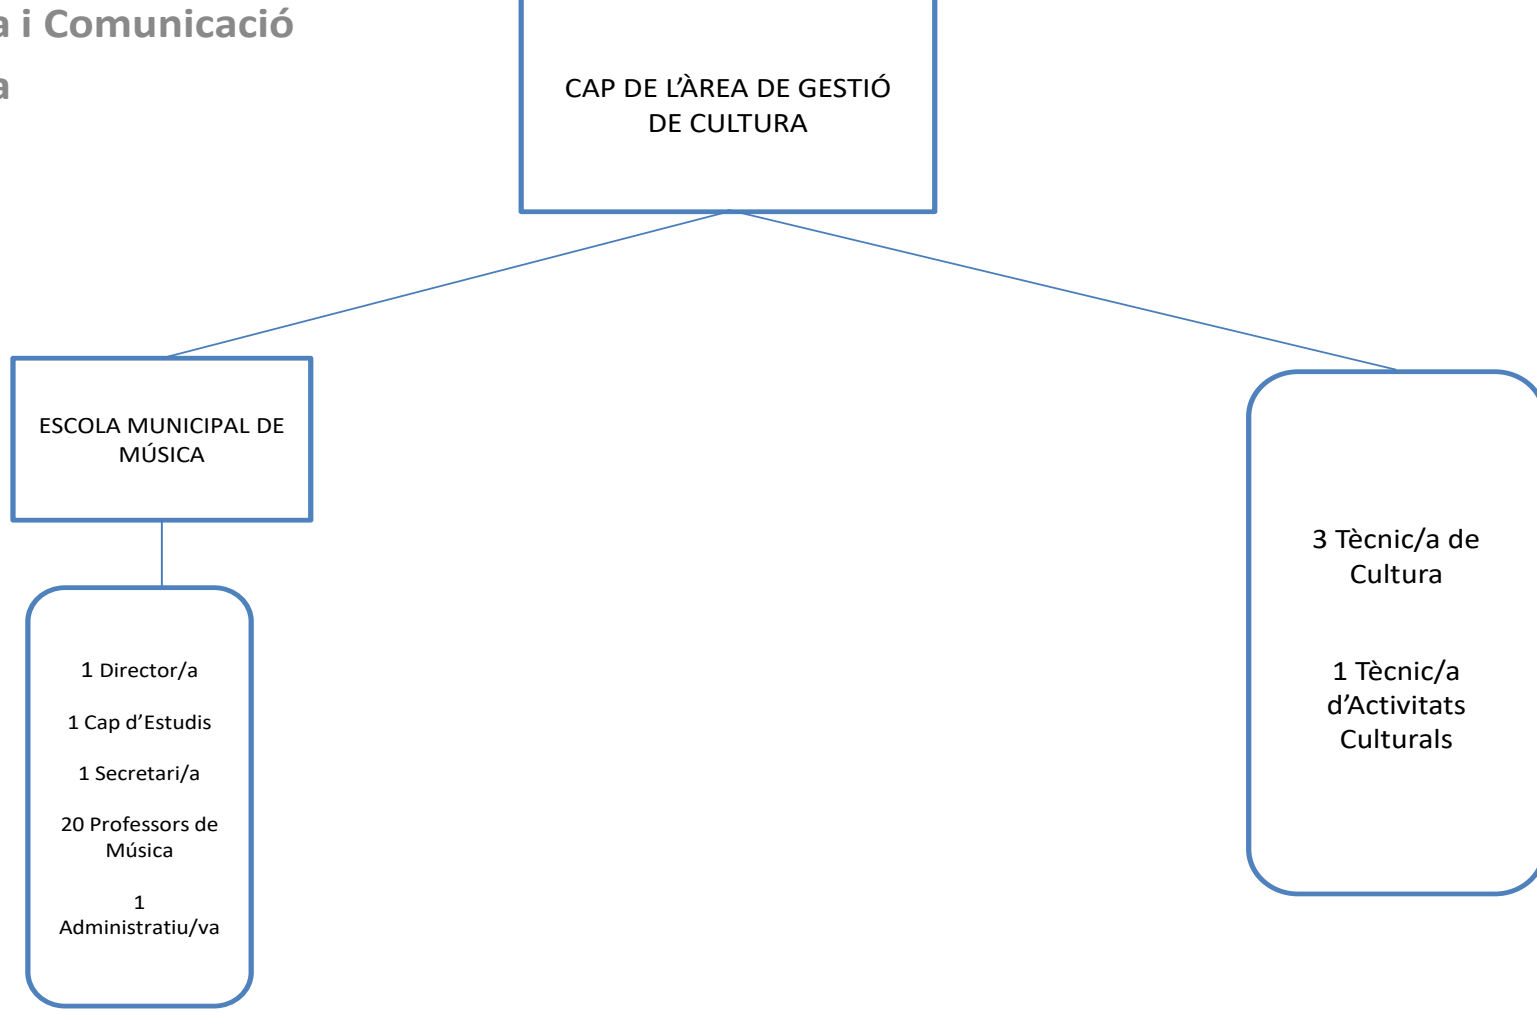 a i Comunicació
a
CAP DE L’ÀREA DE GESTIÓ
DE CULTURA
ESCOLA MUNICIPAL DE
MÚSICA
1 Director/a
1 Cap d’Estudis
1 Secretari/a
20 Professors de
Música
1
Administratiu/va
3 Tècnic/a de
Cultura
1 Tècnic/a
d’Activitats
Culturals